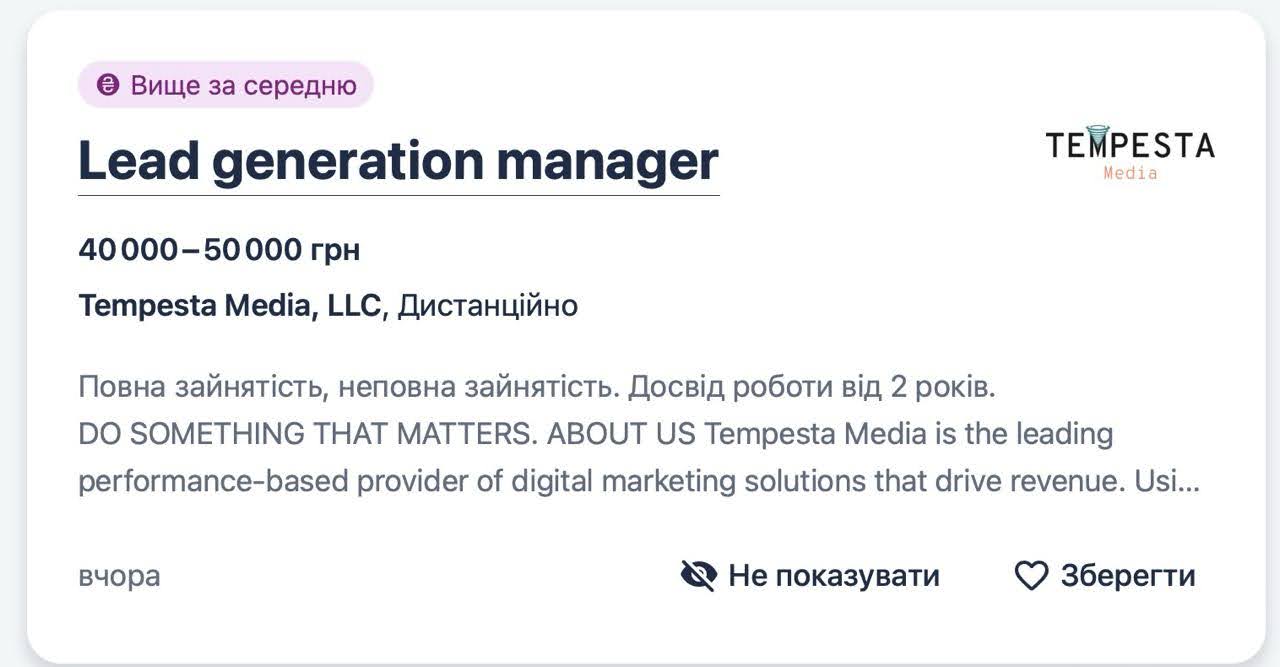 Вище за середню
Lead generation manager
TEMPESTA
Media
40 000 – 50 000 грн
Tempesta Media, LLC, Дистанційно
Повна зайнятість, неповна зайнятість. Досвід роботи від 2 років.
DO SOMETHING THAT MATTERS. ABOUT US Tempesta Media is the leading
performance-based provider of digital marketing solutions that drive revenue. Usi...
вчора
Не показувати
Зберегти